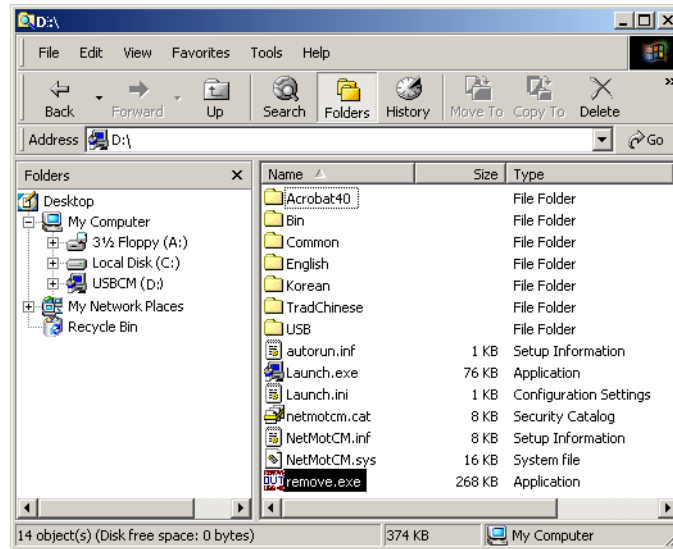 D:\
File Edit View Favorites Tools Help
Back Forward Up Search Folders History Move To Copy To Delete »
Address D:\ Go
Folders x Name Size Type
Desktop
My Computer
3½ Floppy (A:)
Local Disk (C:)
USBCM (D:)
My Network Places
Recycle Bin
Acrobat40 File Folder
Bin File Folder
Common File Folder
English File Folder
Korean File Folder
TradChinese File Folder
USB File Folder
autorun.inf 1 KB Setup Information
Launch.exe 76 KB Application
Launch.ini 1 KB Configuration Settings
netmotcm.cat 8 KB Security Catalog
NetMotCM.inf 8 KB Setup Information
NetMotCM.sys 16 KB System file
remove.exe 268 KB Application
14 object(s) (Disk free space: 0 bytes) 374 KB My Computer